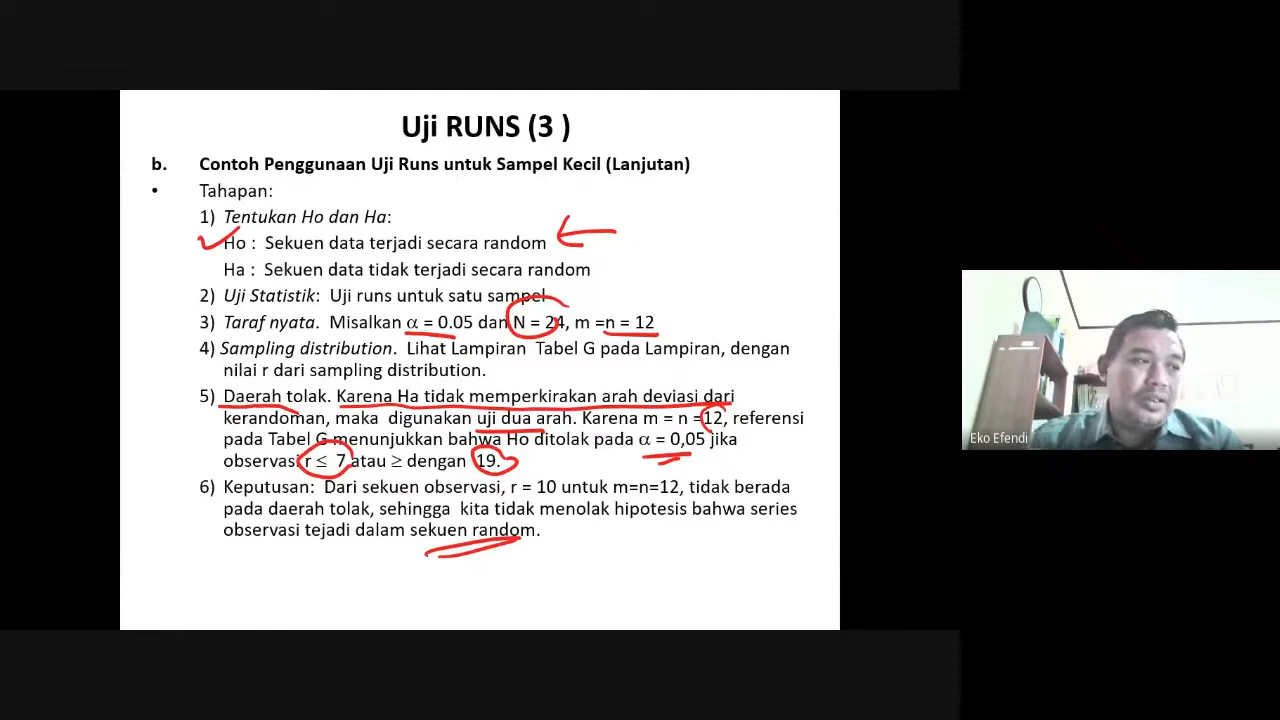 Uji RUNS (3 )
b. Contoh Penggunaan Uji Runs untuk Sampel Kecil (Lanjutan)
• Tahapan:
1) Tentukan Ho dan Ha:
Ho : Sekuen data terjadi secara random
Ha : Sekuen data tidak terjadi secara random
2) Uji Statistik: Uji runs untuk satu sampel
3) Taraf nyata. Misalkan α = 0.05 dan N = 24, m =n = 12
4) Sampling distribution. Lihat Lampiran Tabel G pada Lampiran, dengan
nilai r dari sampling distribution.
5) Daerah tolak. Karena Ha tidak memperkirakan arah deviasi dari
kerandoman, maka digunakan uji dua arah. Karena m = n =12, referensi
pada Tabel G menunjukkan bahwa Ho ditolak pada α = 0,05 jika
observasi r ≤ 7 atau ≥ dengan 19.
6) Keputusan: Dari sekuen observasi, r = 10 untuk m=n=12, tidak berada
pada daerah tolak, sehingga kita tidak menolak hipotesis bahwa series
observasi tejadi dalam sekuen random.
Eko Efendi